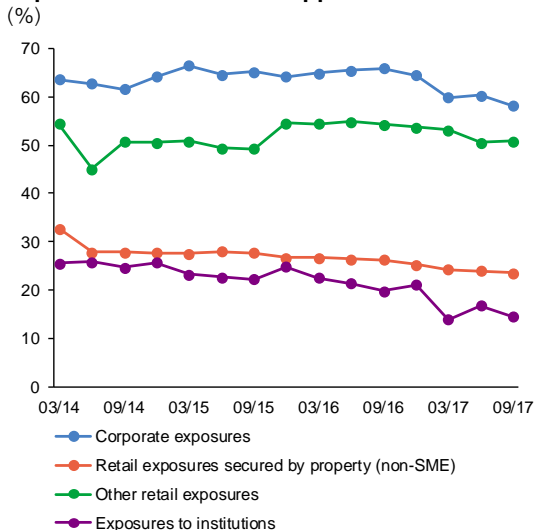 (%)
70
60
50
40
30
20
10
0
03/14 09/14 03/15 09/15 03/16 09/16 03/17 09/17
Corporate exposures
Retail exposures secured by property (non-SME)
Other retail exposures
Exposures to institutions